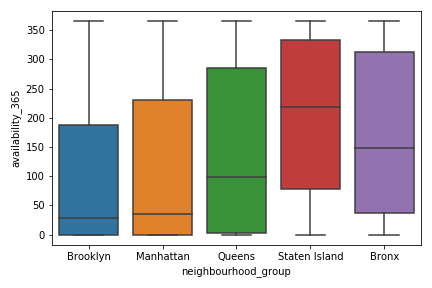 availability_365
350
300
250
200
150
100
50
0
Brooklyn Manhattan Queens Staten Island Bronx
neighbourhood_group